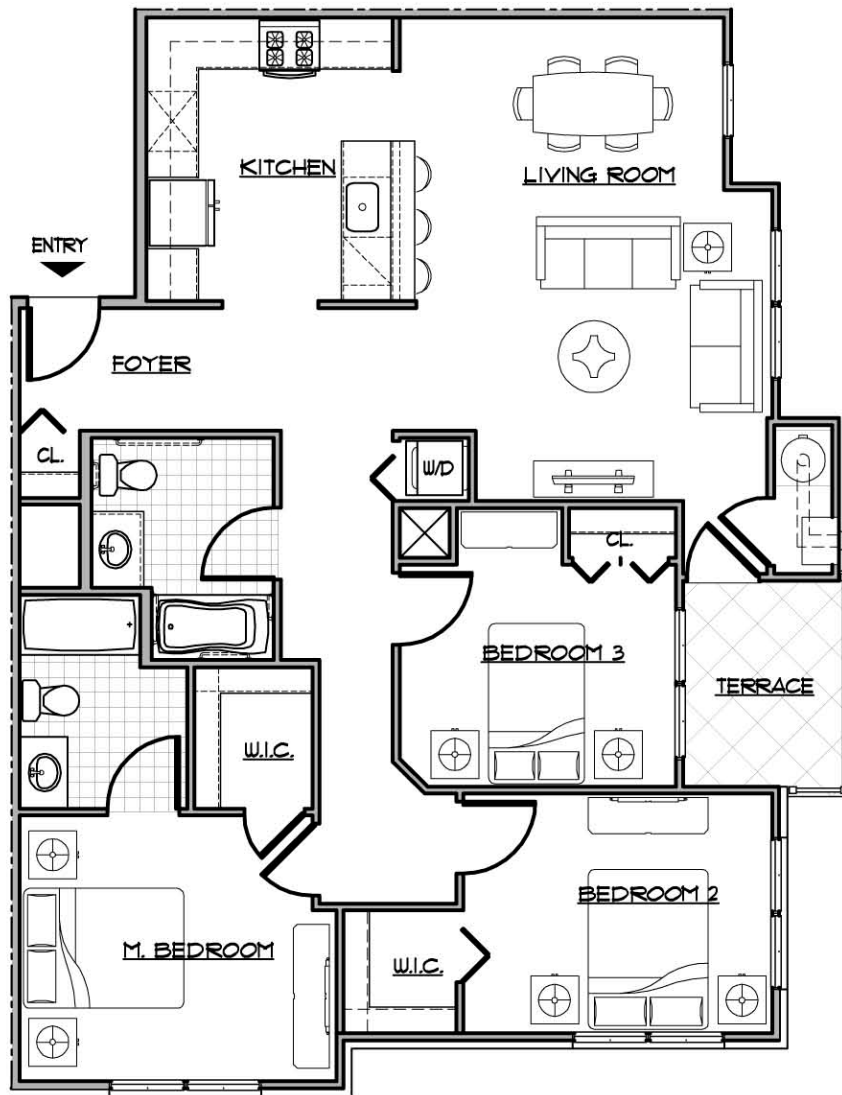 KITCHEN
LIVING ROOM
ENTRY
FOYER
CL.
W/D
CL.
BEDROOM 3
TERRACE
W.I.C.
BEDROOM 2
M. BEDROOM
W.I.C.